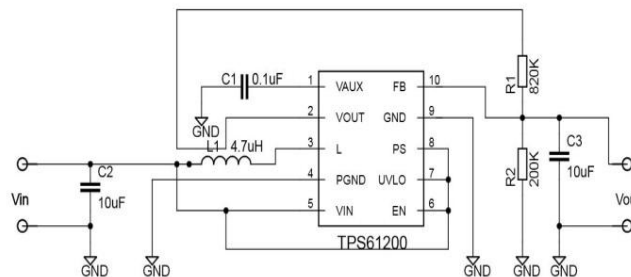 R1
820K
C1
0.1uF
1
VAUX
FB
10
GND
2
VOUT
GND
9
L1
4.7uH
3
L
PS
8
C3
10uF
R2
200K
C2
10uF
Vin
4
PGND
UVLO
7
5
VIN
EN
6
TPS61200
GND
GND
GND
GND
GND